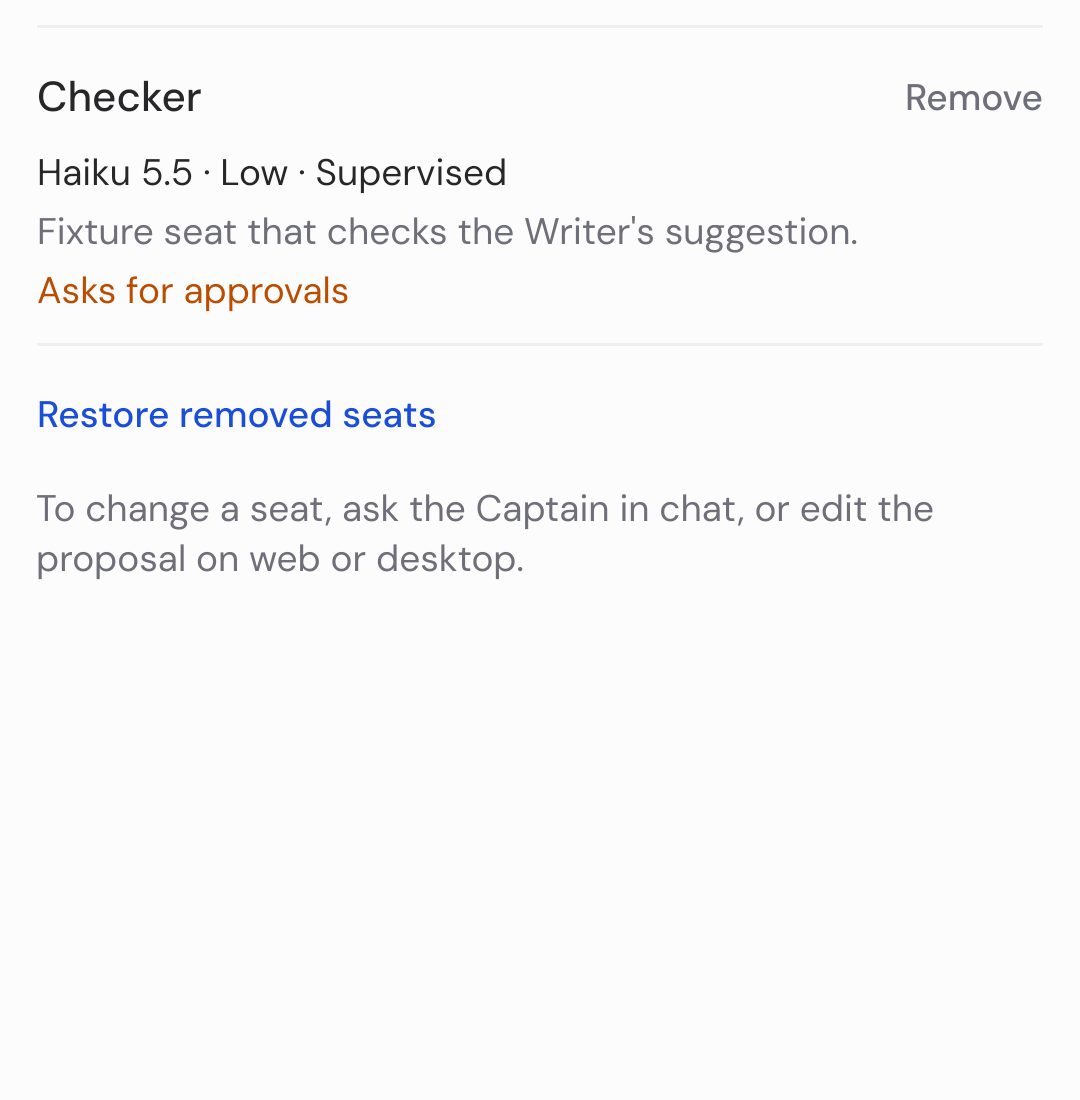 Checker
Remove
Haiku 5.5 · Low · Supervised
Fixture seat that checks the Writer's suggestion.
Asks for approvals
Restore removed seats
To change a seat, ask the Captain in chat, or edit the
proposal on web or desktop.